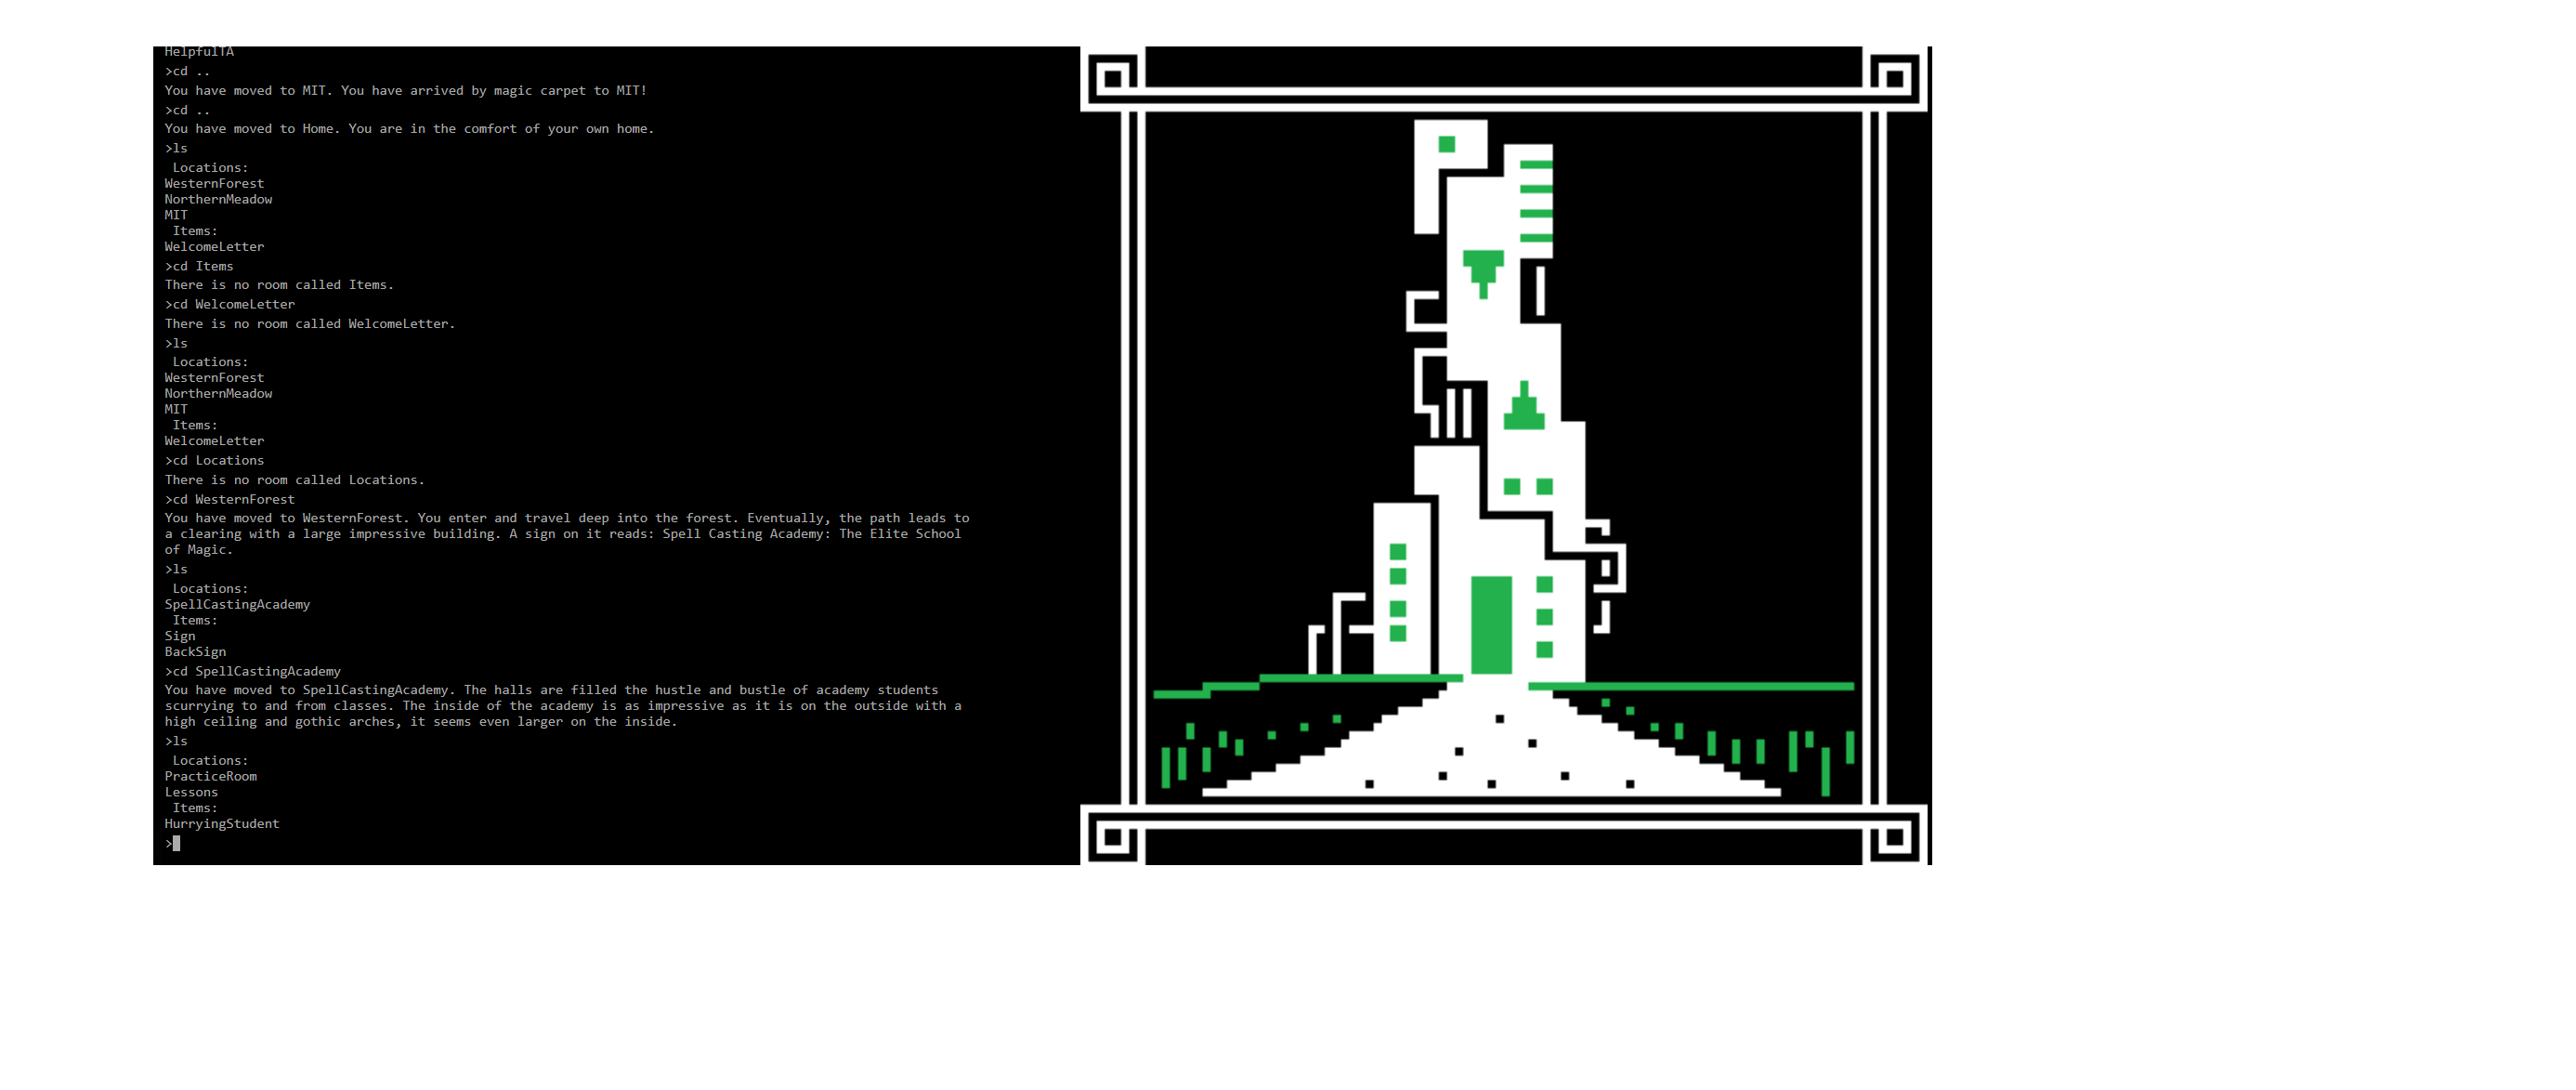 HelpfulTA
>cd ..
You have moved to MIT. You have arrived by magic carpet to MIT!
>cd ..
You have moved to Home. You are in the comfort of your own home.
>ls
Locations:
WesternForest
NorthernMeadow
MIT
Items:
WelcomeLetter
>cd Items
There is no room called Items.
>cd WelcomeLetter
There is no room called WelcomeLetter.
>ls
Locations:
WesternForest
NorthernMeadow
MIT
Items:
WelcomeLetter
>cd Locations
There is no room called Locations.
>cd WesternForest
You have moved to WesternForest. You enter and travel deep into the forest. Eventually, the path leads to
a clearing with a large impressive building. A sign on it reads: Spell Casting Academy: The Elite School
of Magic.
>ls
Locations:
SpellCastingAcademy
Items:
Sign
BackSign
>cd SpellCastingAcademy
You have moved to SpellCastingAcademy. The halls are filled the hustle and bustle of academy students
scurrying to and from classes. The inside of the academy is as impressive as it is on the outside with a
high ceiling and gothic arches, it seems even larger on the inside.
>ls
Locations:
PracticeRoom
Lessons
Items:
HurryingStudent
>